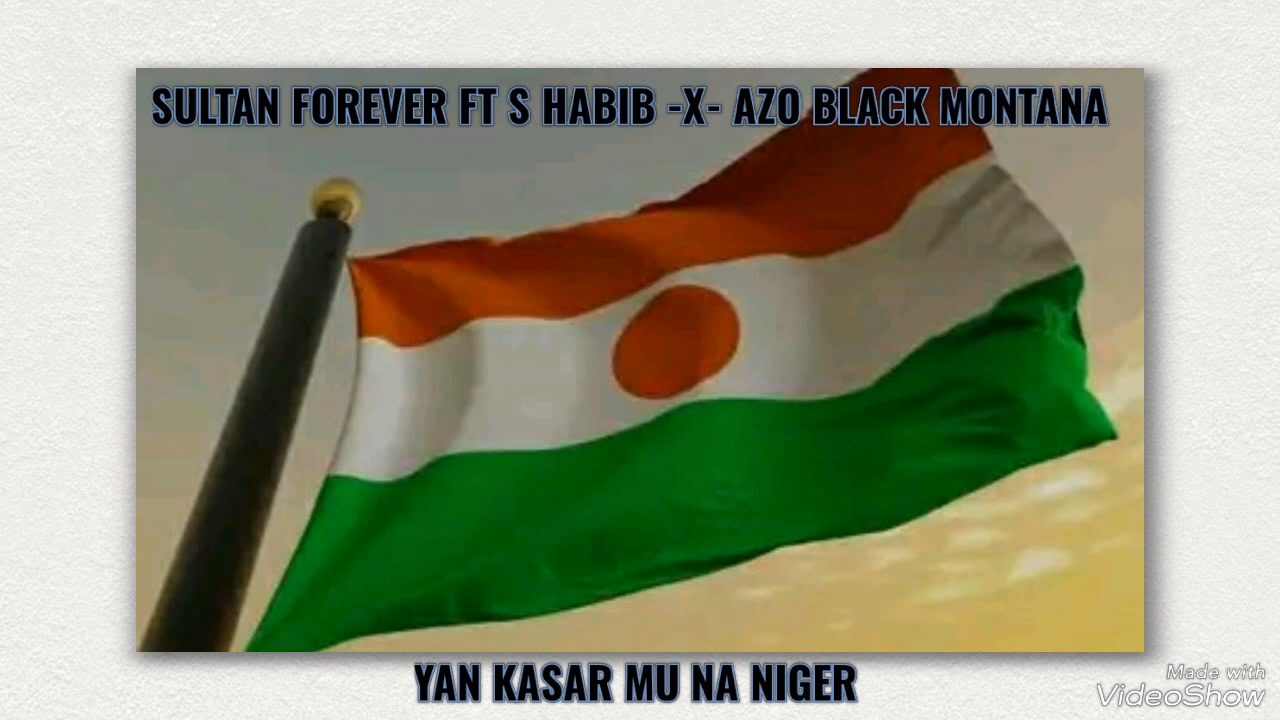 SULTAN FOREVER FT S HABIB -X- AZO BLACK MONTANA
YAN KASAR MU NA NIGER
Made with
VideoShow